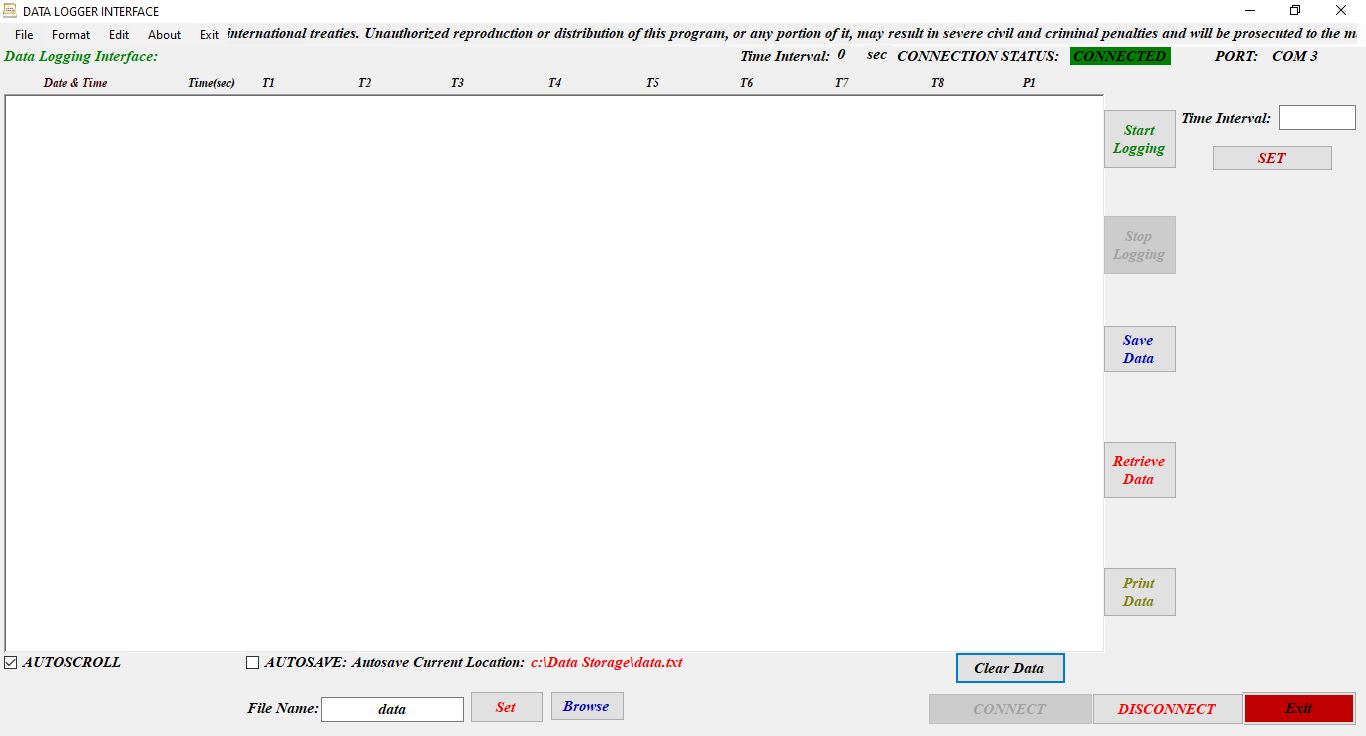 DATA LOGGER INTERFACE
File Format Edit About Exit international treaties. Unauthorized reproduction or distribution of this program, or any portion of it, may result in severe civil and criminal penalties and will be prosecuted to the
Data Logging Interface: Time Interval: 0 sec CONNECTION STATUS: CONNECTED PORT: COM 3
Date & Time Time(sec) T1 T2 T3 T4 T5 T6 T7 T8 P1
Start
Logging
Time Interval:
SET
Stop
Logging
Save
Data
Retrieve
Data
Print
Data
AUTOSCROLL AUTOSAVE: Autosave Current Location: c:\Data Storage\data.txt
Clear Data
File Name: data Set Browse
CONNECT DISCONNECT Exit